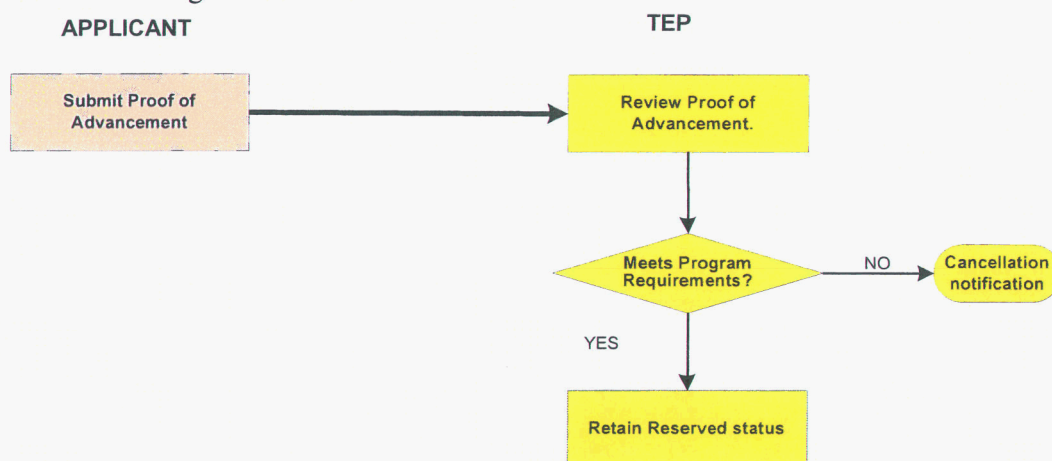 APPLICANT
TEP
Submit Proof of
Advancement
Review Proof of
Advancement.
Meets Program
Requirements?
NO
Cancellation
notification
YES
Retain Reserved status